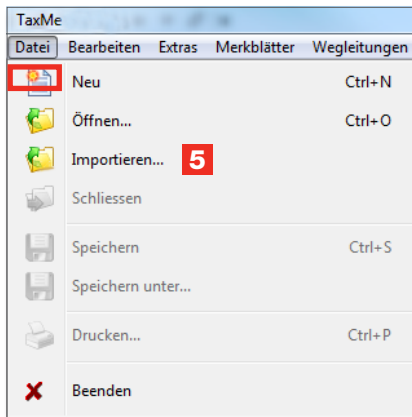 TaxMe
Datei Bearbeiten Extras Merkblätter Wegleitungen
Neu Ctrl+N
Öffnen... Ctrl+O
Importieren... 5
Schliessen
Speichern Ctrl+S
Speichern unter...
Drucken... Ctrl+P
Beenden